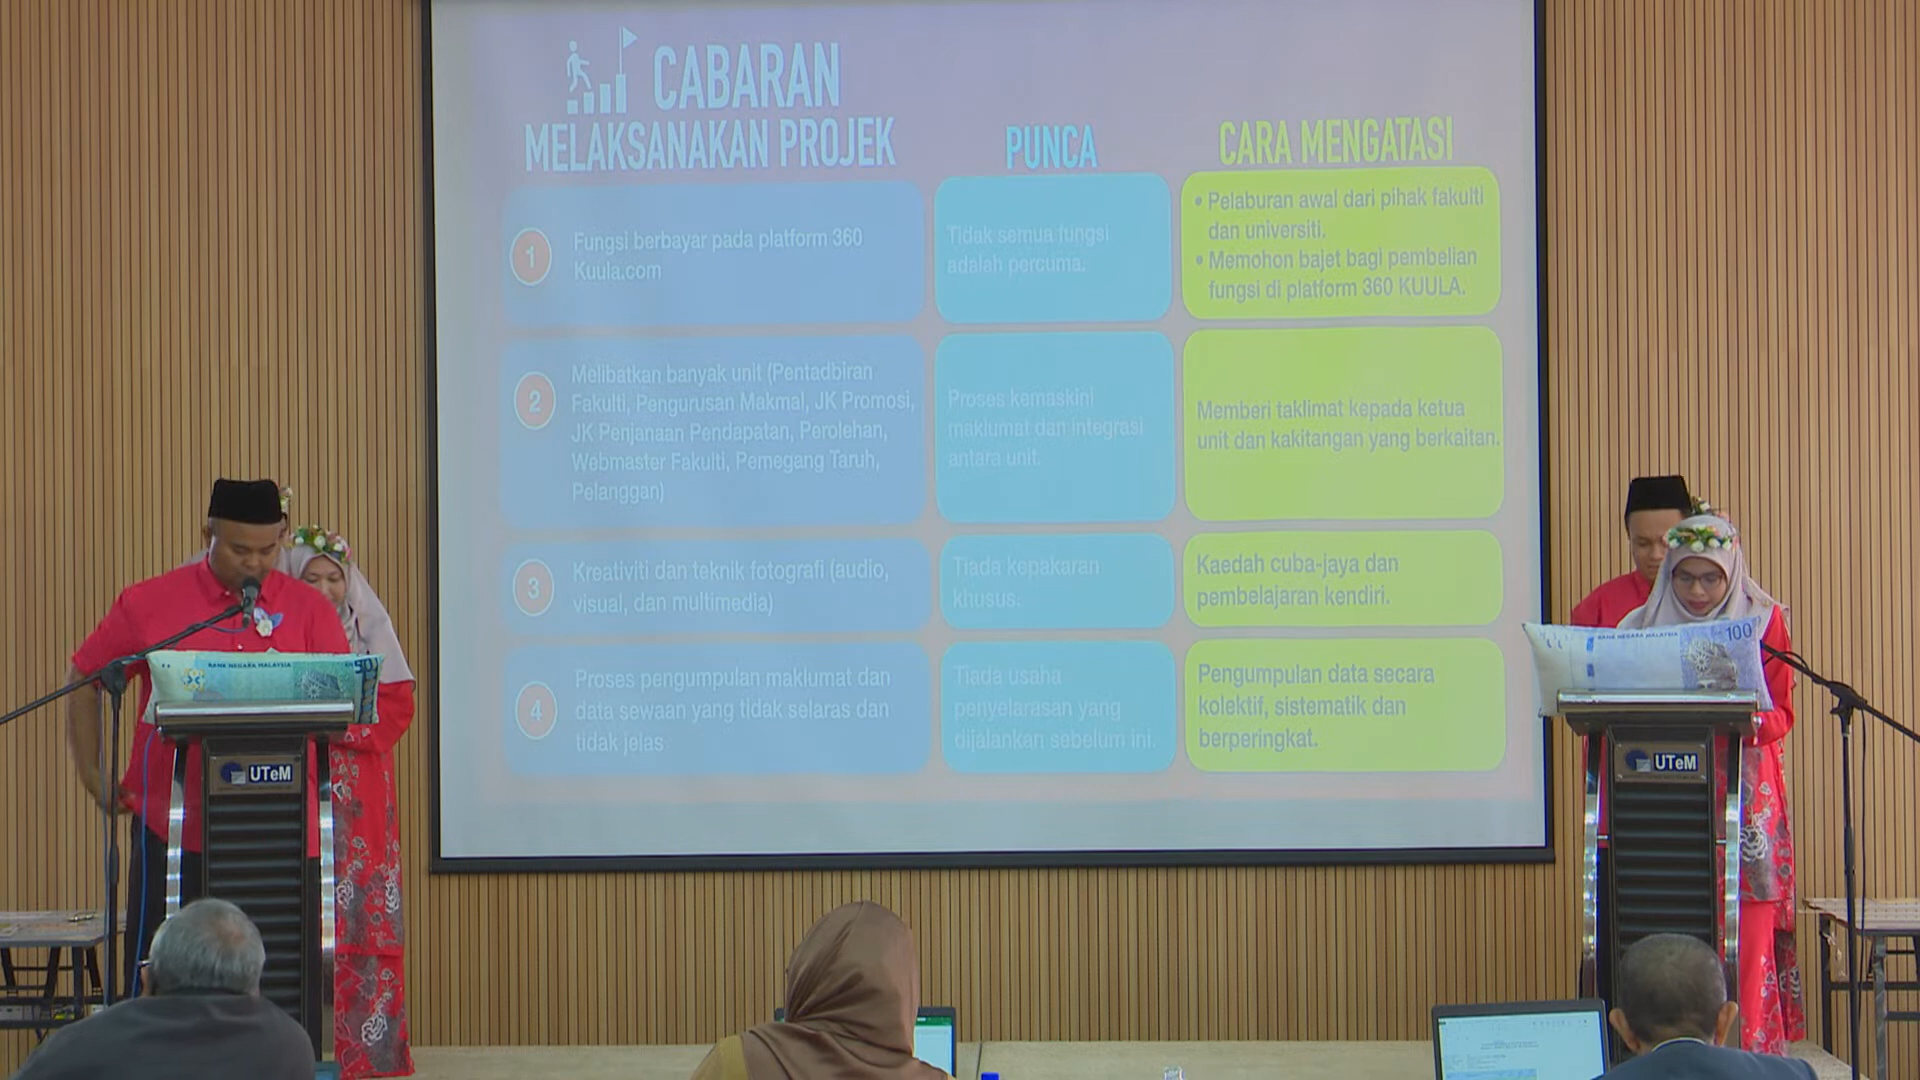 CABARAN
MELAKSANAKAN PROJEK
PUNCA
CARA MENGATASI
1
Fungsi berbayar pada platform 360
Kuula.com
Tidak semua fungsi
adalah percuma.
• Pelaburan awal dari pihak fakulti
dan universiti.
• Memohon bajet bagi pembelian
fungsi di platform 360 KUULA.
2
Melibatkan banyak unit (Pentadbiran
Fakulti, Pengurusan Makmal, JK Promosi,
JK Penjanaan Pendapatan, Perolehan,
Webmaster Fakulti, Pemegang Taruh,
Pelanggan)
Proses kemaskini
maklumat dan integrasi
antara unit.
Memberi taklimat kepada ketua
unit dan kakitangan yang berkaitan.
3
Kreativiti dan teknik fotografi (audio,
visual, dan multimedia)
Tiada kepakaran
khusus.
Kaedah cuba-jaya dan
pembelajaran kendiri.
4
Proses pengumpulan maklumat dan
data sewaan yang tidak selaras dan
tidak jelas
Tiada usaha
penyelarasan yang
dijalankan sebelum ini.
Pengumpulan data secara
kolektif, sistematik dan
berperingkat.
BANK NEGARA MALAYSIA
50
UTeM
BANK NEGARA MALAYSIA
100
UTeM